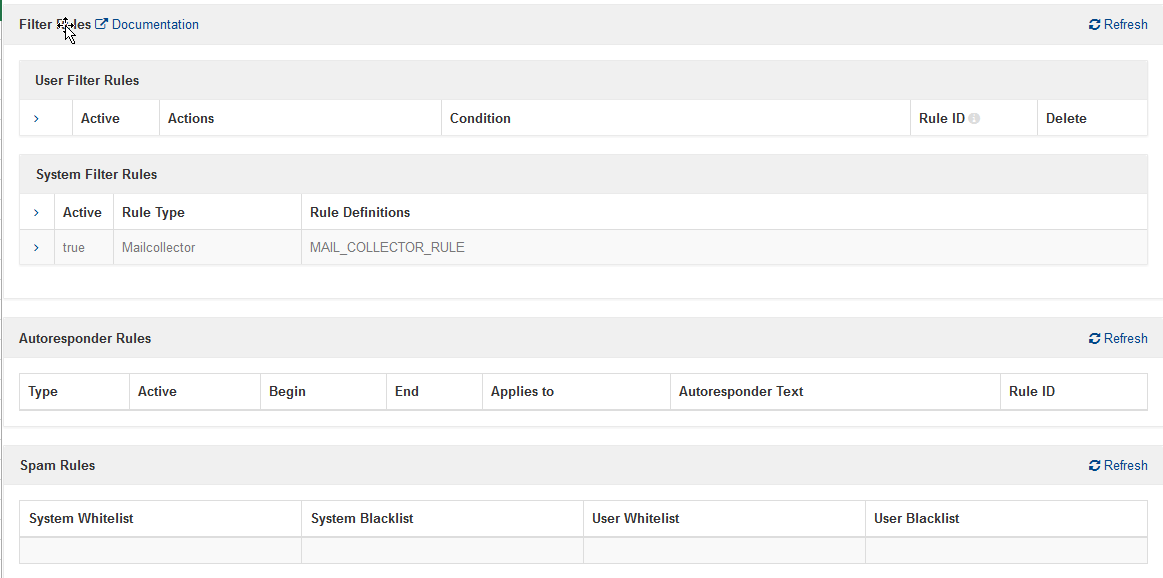 Filter Rules Documentation Refresh
User Filter Rules
Active Actions Condition Rule ID Delete
System Filter Rules
Active Rule Type Rule Definitions
true Mailcollector MAIL_COLLECTOR_RULE
Autoresponder Rules Refresh
Type Active Begin End Applies to Autoresponder Text Rule ID
Spam Rules Refresh
System Whitelist System Blacklist User Whitelist User Blacklist